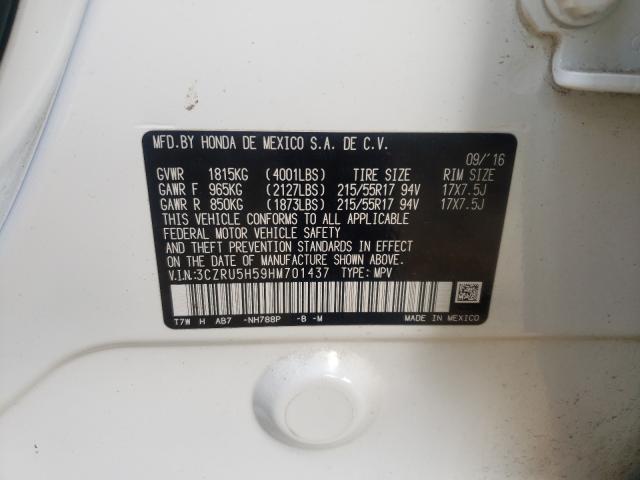 MFD.BY HONDA DE MEXICO S.A. DE C.V.
09/'16
GVWR 1815KG (4001LBS) TIRE SIZE RIM SIZE
GAWR F 965KG (2127LBS) 215/55R17 94V 17X7.5J
GAWR R 850KG (1873LBS) 215/55R17 94V 17X7.5J
THIS VEHICLE CONFORMS TO ALL APPLICABLE
FEDERAL MOTOR VEHICLE SAFETY
AND THEFT PREVENTION STANDARDS IN EFFECT
ON THE DATE OF MANUFACTURE SHOWN ABOVE.
V.I.N.:3CZRU5H59HM701437 TYPE: MPV
T7W H AB7 -NH788P -B -M MADE IN MEXICO